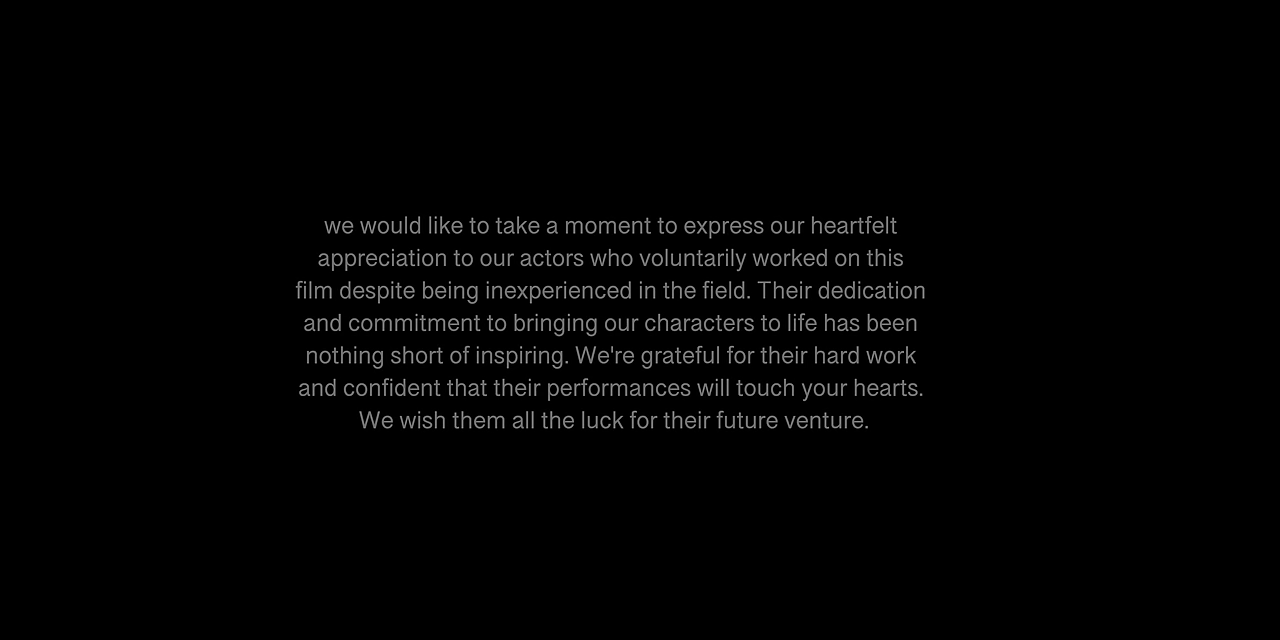 we would like to take a moment to express our heartfelt
appreciation to our actors who voluntarily worked on this
film despite being inexperienced in the field. Their dedication
and commitment to bringing our characters to life has been
nothing short of inspiring. We're grateful for their hard work
and confident that their performances will touch your hearts.
We wish them all the luck for their future venture.